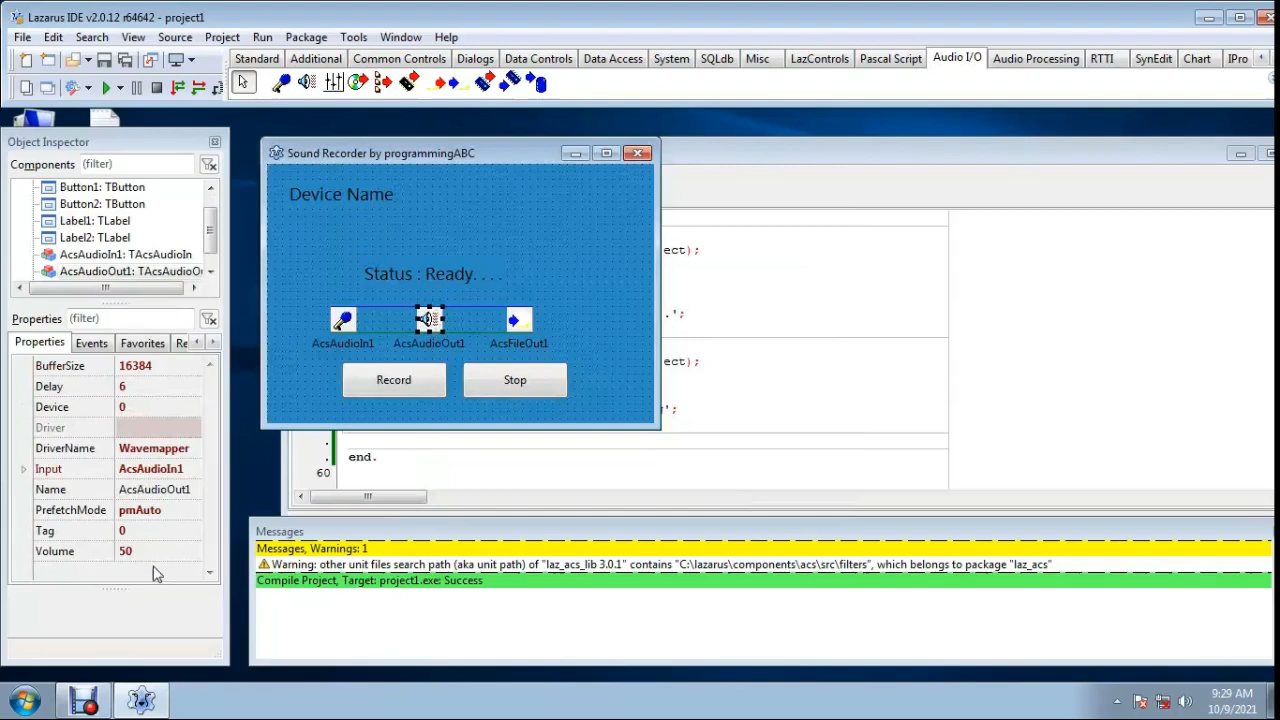 Lazarus IDE v2.0.12 r64642 - project1
File Edit Search View Source Project Run Package Tools Window Help
Standard Additional Common Controls Dialogs Data Controls Data Access System SQLdb Misc LazControls Pascal Script Audio I/O Audio Processing RTTI SynEdit Chart IPro
Object Inspector
Components (filter)
Button1: TButton
Button2: TButton
Label1: TLabel
Label2: TLabel
AcsAudioIn1: TAcsAudioIn
AcsAudioOut1: TAcsAudioO
Properties (filter)
Properties Events Favorites Re
BufferSize 16384
Delay 6
Device 0
Driver
DriverName Wavemapper
Input AcsAudioIn1
Name AcsAudioOut1
PrefetchMode pmAuto
Tag 0
Volume 50
Sound Recorder by programmingABC
Device Name
Status : Ready. . . .
AcsAudioIn1 AcsAudioOut1 AcsFileOut1
Record Stop
ect);
.';
ect);
';
.
. end.
60
Messages
Messages, Warnings: 1
Warning: other unit files search path (aka unit path) of "laz_acs_lib 3.0.1" contains "C:\lazarus\components\acs\src\filters", which belongs to package "laz_acs"
Compile Project, Target: project1.exe: Success
9:29 AM
10/9/2021